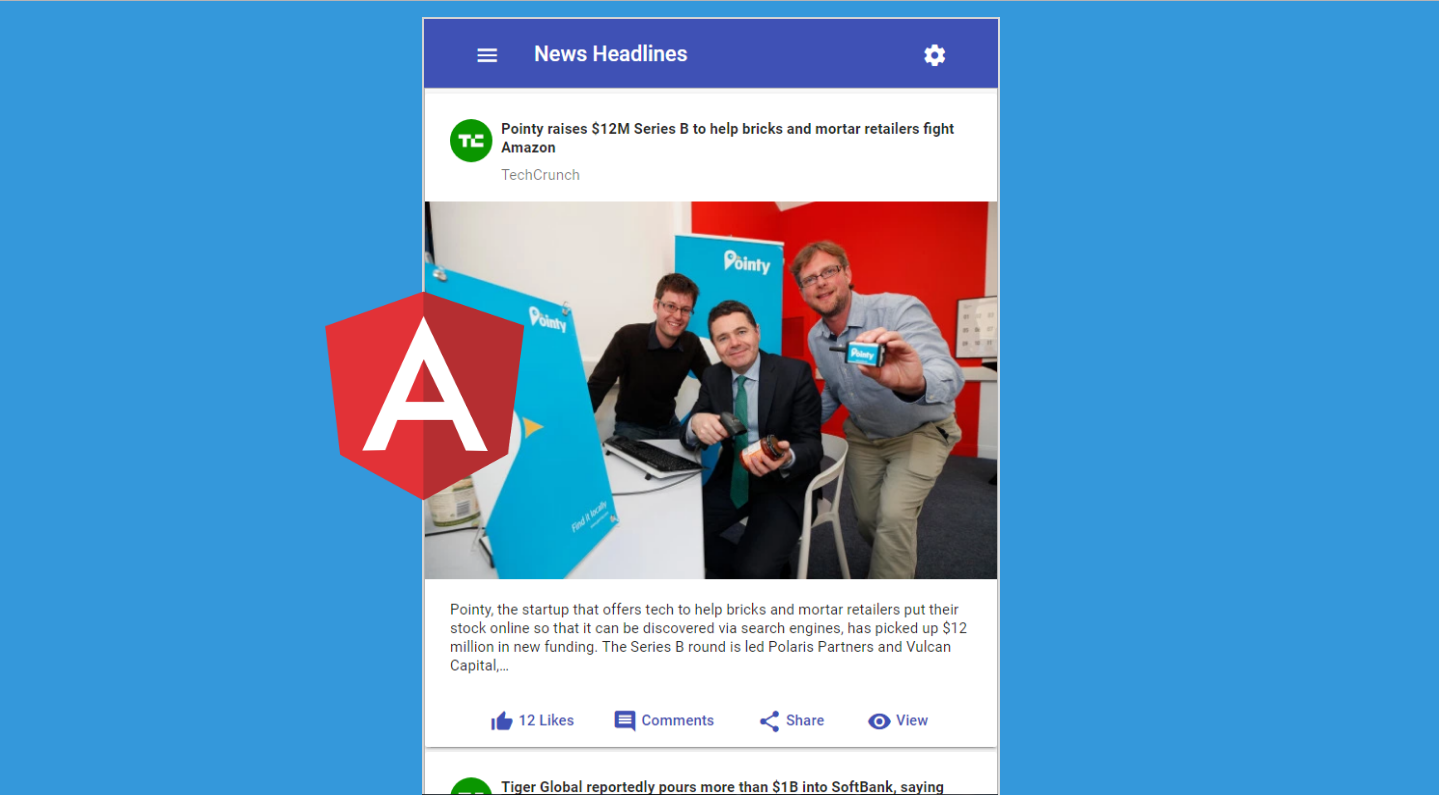 News Headlines
TC
Pointy raises $12M Series B to help bricks and mortar retailers fight
Amazon
TechCrunch
Pointy
Pointy
Pointy
Find it locally
Pointy, the startup that offers tech to help bricks and mortar retailers put their
stock online so that it can be discovered via search engines, has picked up $12
million in new funding. The Series B round is led Polaris Partners and Vulcan
Capital,...
12 Likes
Comments
Share
View
Tiger Global reportedly pours more than $1B into SoftBank, saying